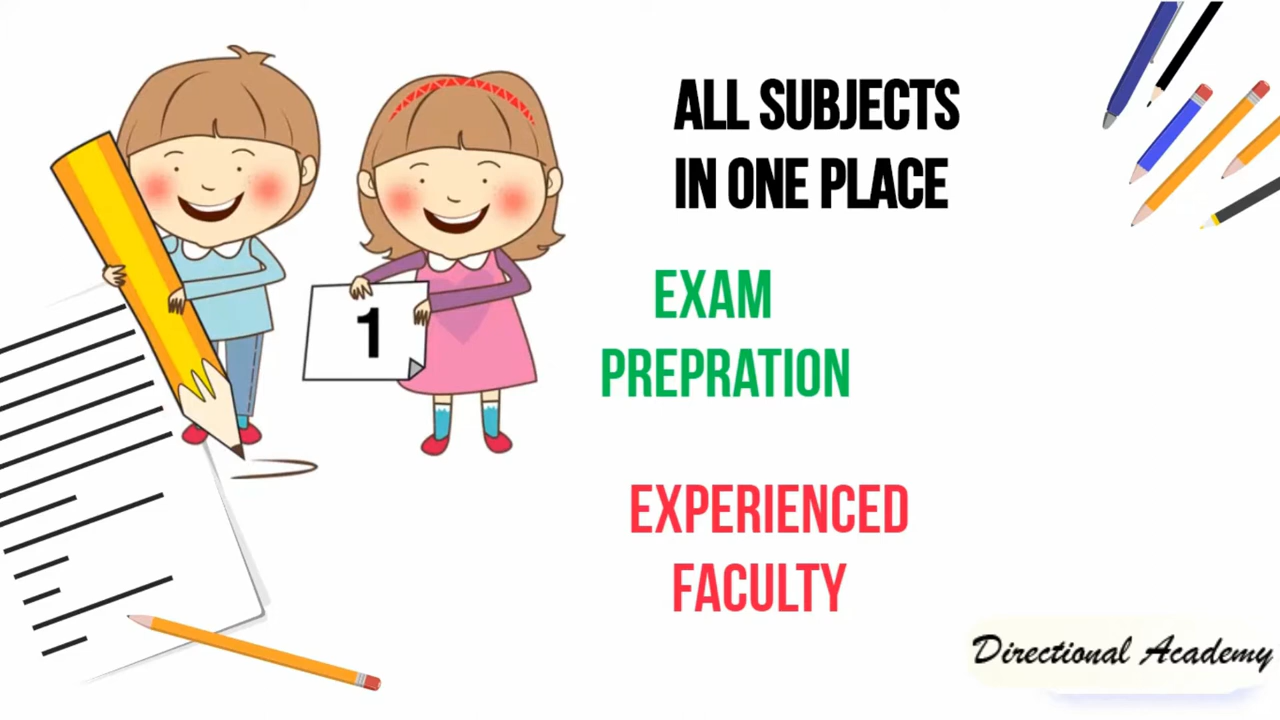 ALL SUBJECTS
IN ONE PLACE
EXAM
PREPRATION
1
EXPERIENCED
FACULTY
Directional Academy